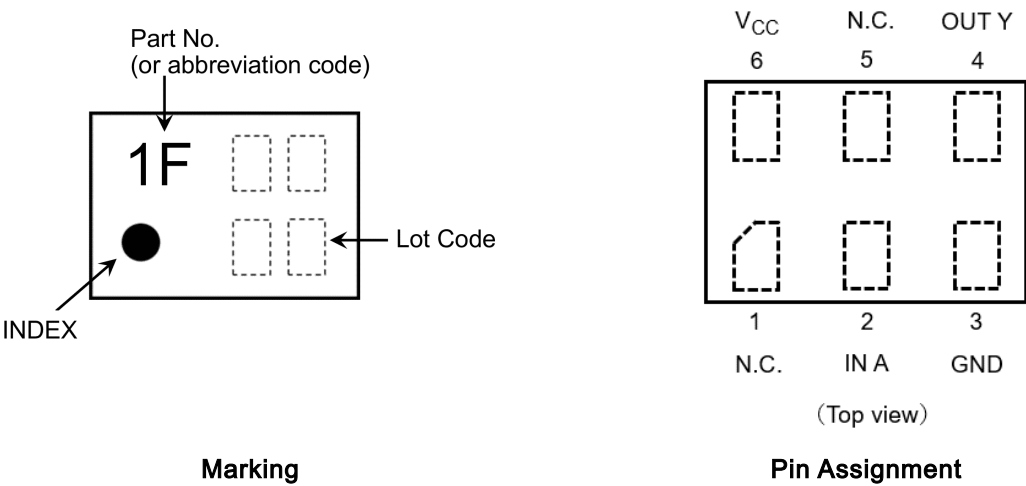 Part No.
(or abbreviation code)
1F
Lot Code
INDEX
Marking
VCC N.C. OUT Y
6 5 4
1 2 3
N.C. IN A GND
(Top view)
Pin Assignment